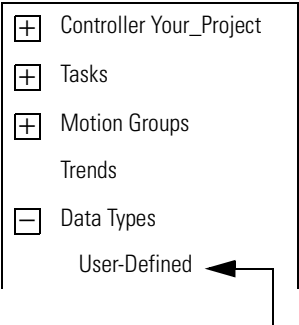 Controller Your_Project
Tasks
Motion Groups
Trends
Data Types
User-Defined